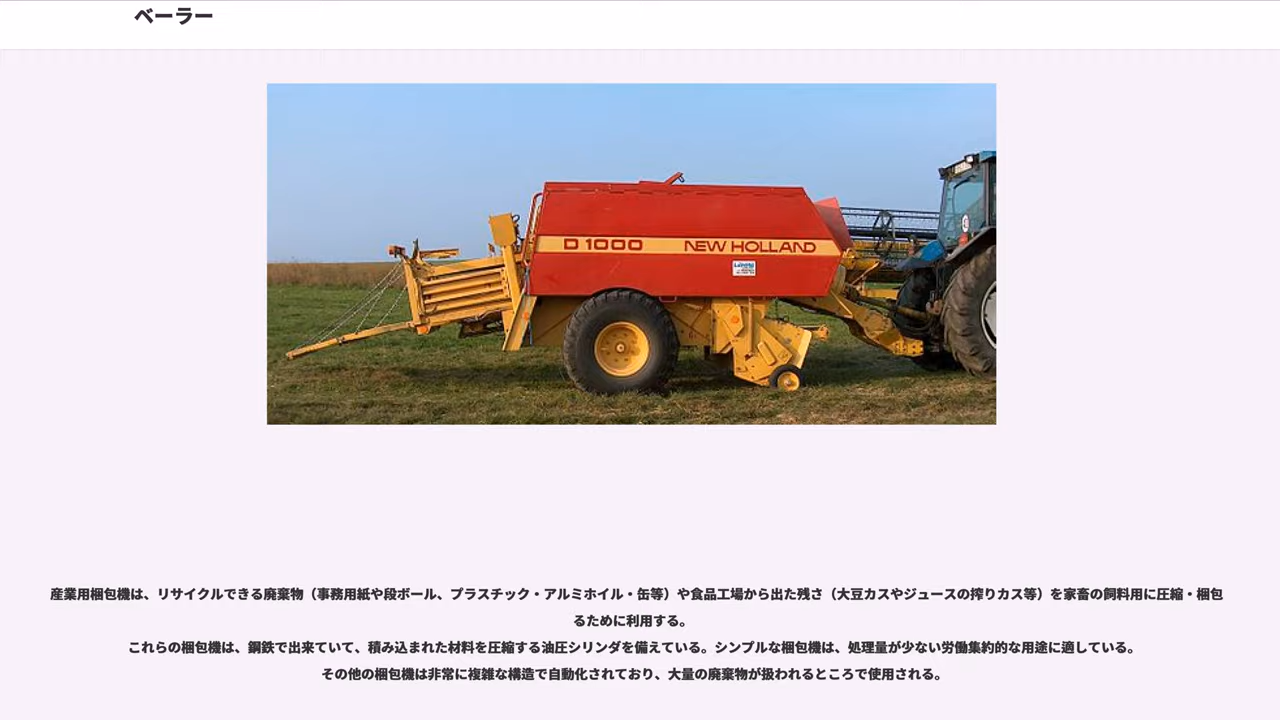 ベーラー
D 1000 NEW HOLLAND
産業用梱包機は、リサイクルできる廃棄物（事務用紙や段ボール、プラスチック・アルミホイル・缶等）や食品工場から出た残さ（大豆カスやジュースの搾りカス等）を家畜の飼料用に圧縮・梱包
るために利用する。
これらの梱包機は、鋼鉄で出来ていて、積み込まれた材料を圧縮する油圧シリンダを備えている。シンプルな梱包機は、処理量が少ない労働集約的な用途に適している。
その他の梱包機は非常に複雑な構造で自動化されており、大量の廃棄物が扱われるところで使用される。